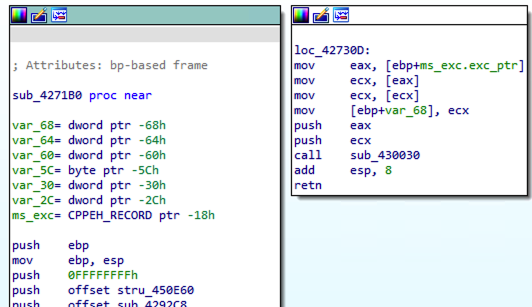 ; Attributes: bp-based frame
sub_4271B0 proc near
var_68= dword ptr -68h
var_64= dword ptr -64h
var_60= dword ptr -60h
var_5C= byte ptr -5Ch
var_30= dword ptr -30h
var_2C= dword ptr -2Ch
ms_exc= CPPEH_RECORD ptr -18h
push    ebp
mov     ebp, esp
push    0FFFFFFFFh
push    offset stru_450E60
push    offset sub_4292C8
loc_42730D:
mov     eax, [ebp+ms_exc.exc_ptr]
mov     ecx, [eax]
mov     ecx, [ecx]
mov     [ebp+var_68], ecx
push    eax
push    ecx
call    sub_430030
add     esp, 8
retn